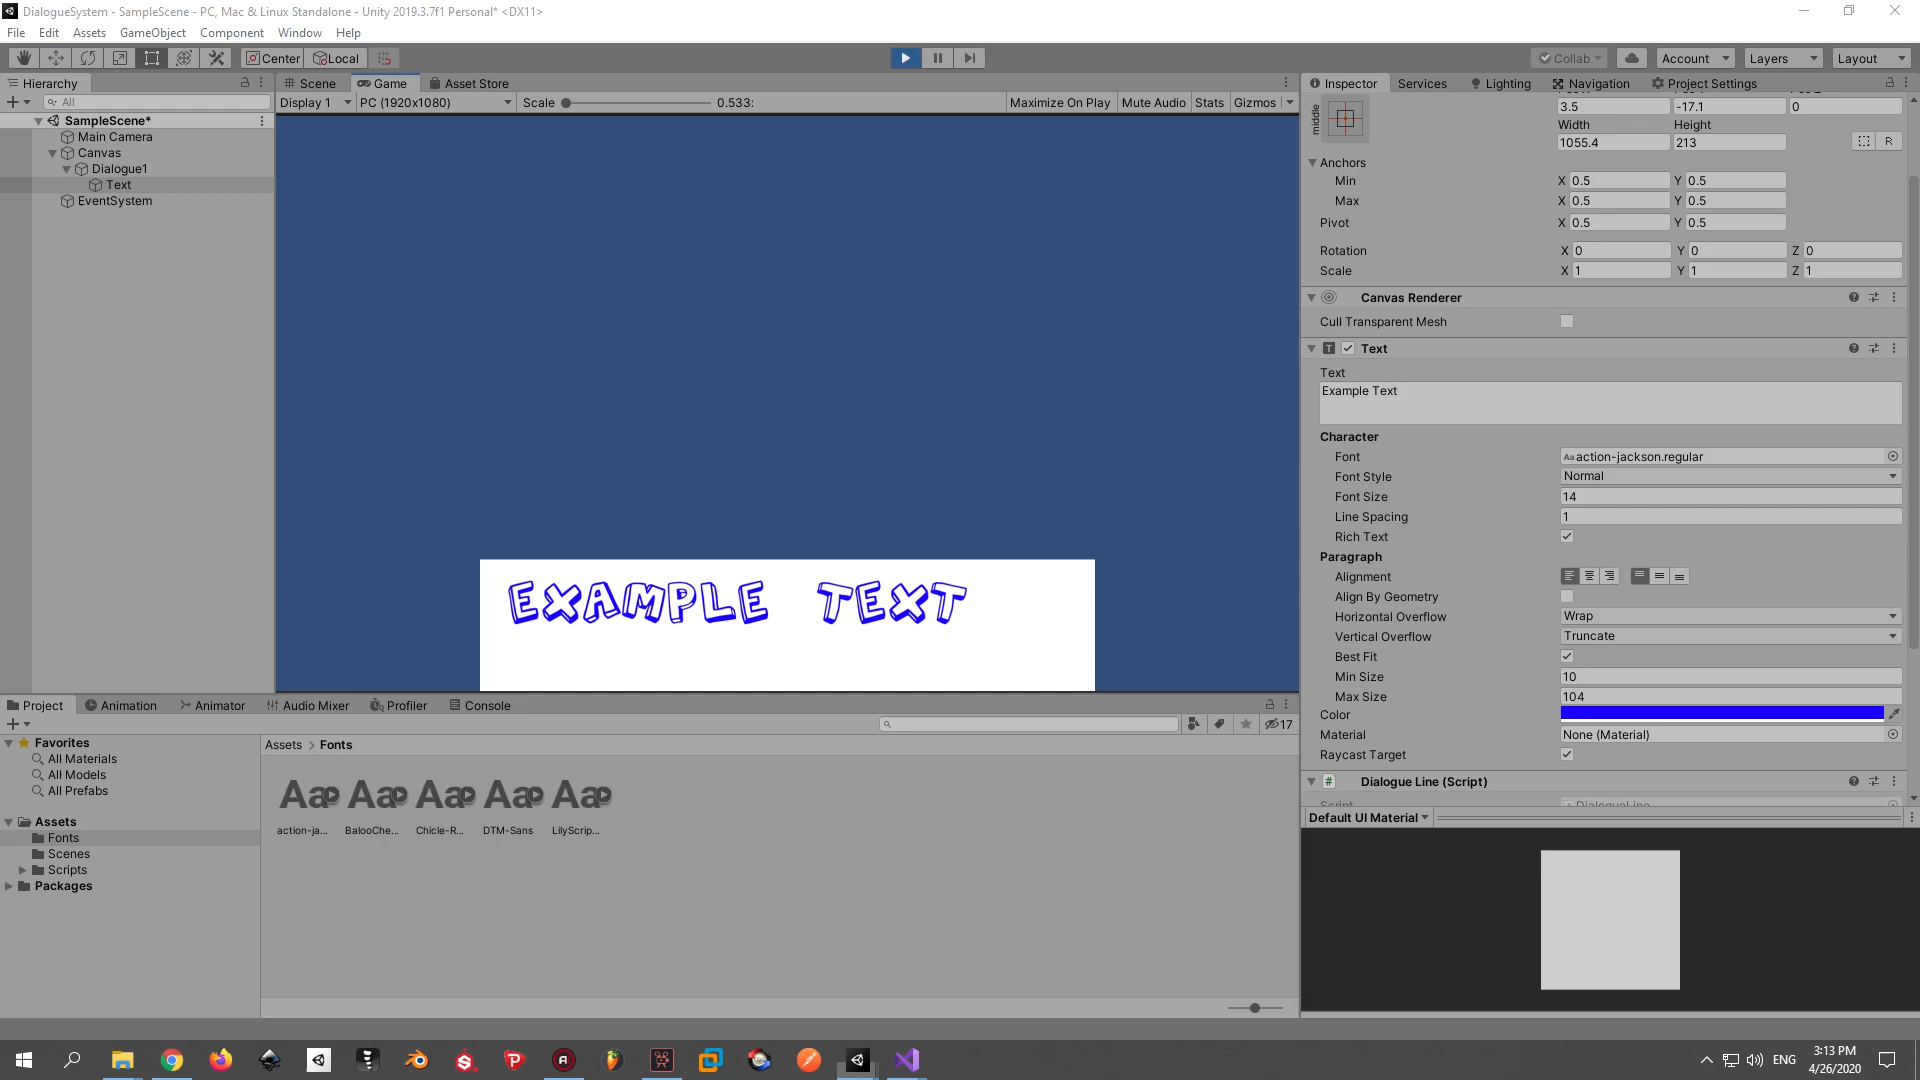 DialogueSystem - SampleScene - PC, Mac & Linux Standalone - Unity 2019.3.7f1 Personal* <DX11>
File Edit Assets GameObject Component Window Help
Center Local Collab Account Layers Layout
Hierarchy
All
SampleScene*
Main Camera
Canvas
Dialogue1
Text
EventSystem
Scene Game Asset Store
Display 1 PC (1920x1080) Scale 0.533: Maximize On Play Mute Audio Stats Gizmos
EXAMPLE TEXT
Inspector Services Lighting Navigation Project Settings
middle
3.5 -17.1 0
Width Height
1055.4 213 R
Anchors
Min X 0.5 Y 0.5
Max X 0.5 Y 0.5
Pivot X 0.5 Y 0.5
Rotation X 0 Y 0 Z 0
Scale X 1 Y 1 Z 1
Canvas Renderer
Cull Transparent Mesh
Text
Text
Example Text
Character
Font Aa action-jackson.regular
Font Style Normal
Font Size 14
Line Spacing 1
Rich Text
Paragraph
Alignment
Align By Geometry
Horizontal Overflow Wrap
Vertical Overflow Truncate
Best Fit
Min Size 10
Max Size 104
Color
Material None (Material)
Raycast Target
# Dialogue Line (Script)
Default UI Material
Project Animation Animator Audio Mixer Profiler Console
17
Favorites
All Materials
All Models
All Prefabs
Assets
Fonts
Scenes
Scripts
Packages
Assets > Fonts
Aa Aa Aa Aa Aa
action-ja... BalooChe... Chicle-R... DTM-Sans LilyScrip...
ENG
3:13 PM
4/26/2020